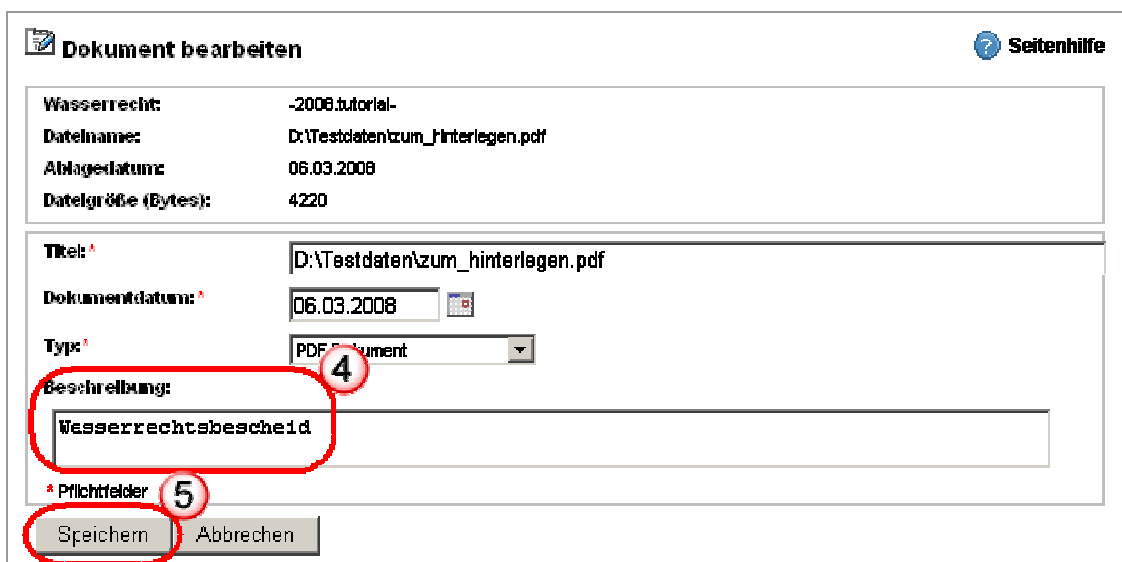 Dokument bearbeiten
Seitenhilfe
Wasserrecht: -2008.tutorial-
Dateiname: D:\Testdaten\zum_hinterlegen.pdf
Ablagedatum: 06.03.2008
Dateigröße (Bytes): 4220
Titel:* D:\Testdaten\zum_hinterlegen.pdf
Dokumentdatum:* 06.03.2008
Typ:* PDF Dokument
4
Beschreibung:
Wasserrechtsbescheid
* Pflichtfelder
5
Speichern Abbrechen